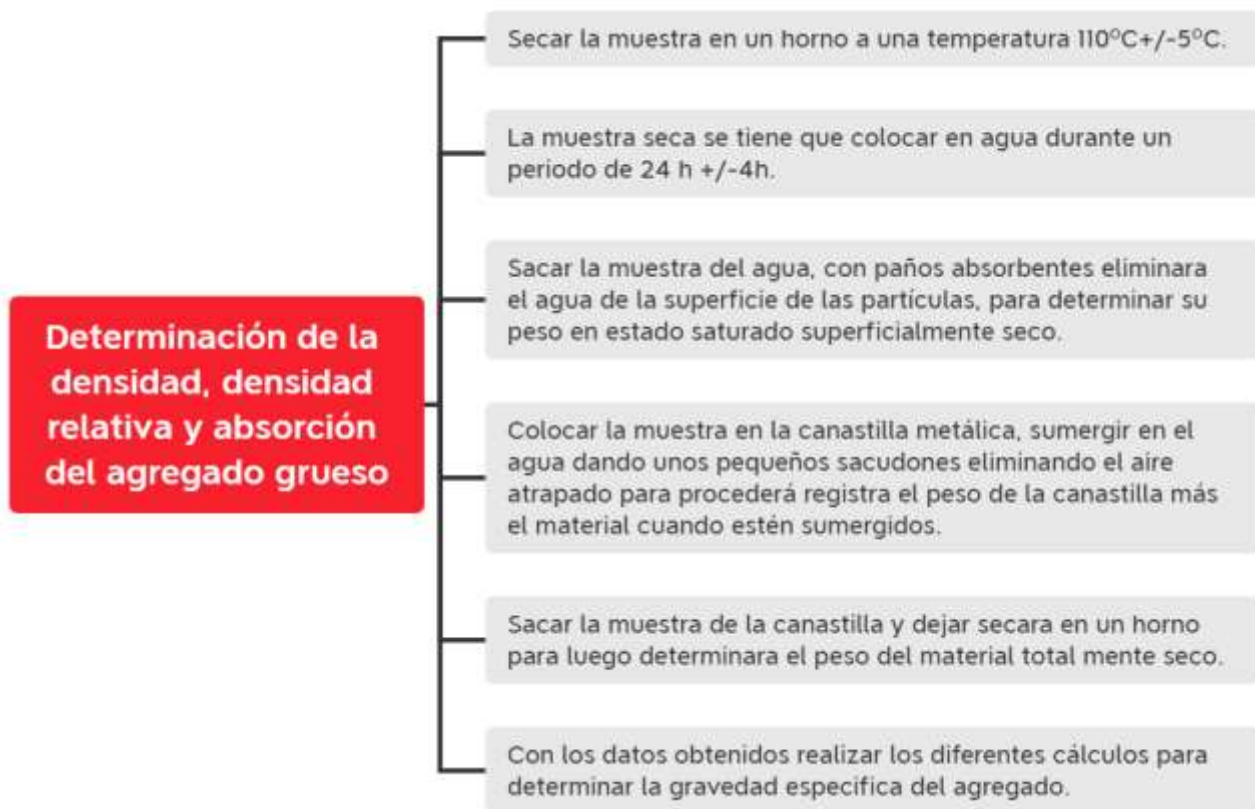 Determinación de la
densidad, densidad
relativa y absorción
del agregado grueso
Secar la muestra en un horno a una temperatura 110ºC+/-5ºC.
La muestra seca se tiene que colocar en agua durante un
periodo de 24 h +/-4h.
Sacar la muestra del agua, con paños absorbentes eliminara
el agua de la superficie de las partículas, para determinar su
peso en estado saturado superficialmente seco.
Colocar la muestra en la canastilla metálica, sumergir en el
agua dando unos pequeños sacudones eliminando el aire
atrapado para procederá registra el peso de la canastilla más
el material cuando estén sumergidos.
Sacar la muestra de la canastilla y dejar secara en un horno
para luego determinara el peso del material total mente seco.
Con los datos obtenidos realizar los diferentes cálculos para
determinar la gravedad especifica del agregado.